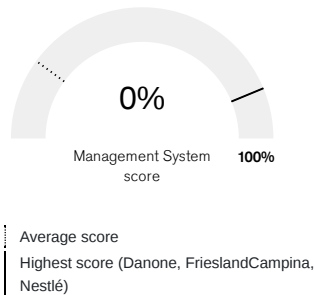 0%
Management System
score
100%
Average score
Highest score (Danone, FrieslandCampina,
Nestlé)